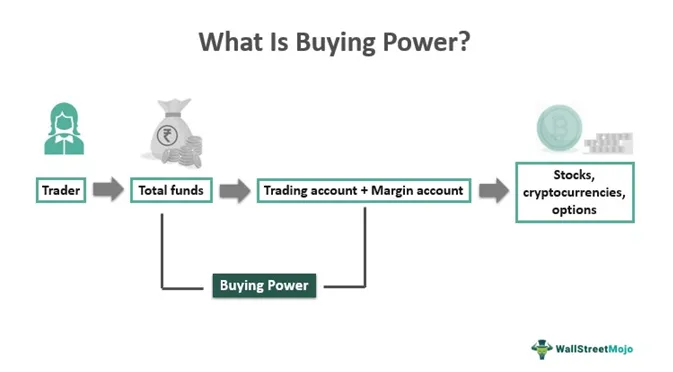 What Is Buying Power?
₹
Trader
Total funds
Trading account + Margin account
Stocks,
cryptocurrencies,
options
Buying Power
WallStreetMojo